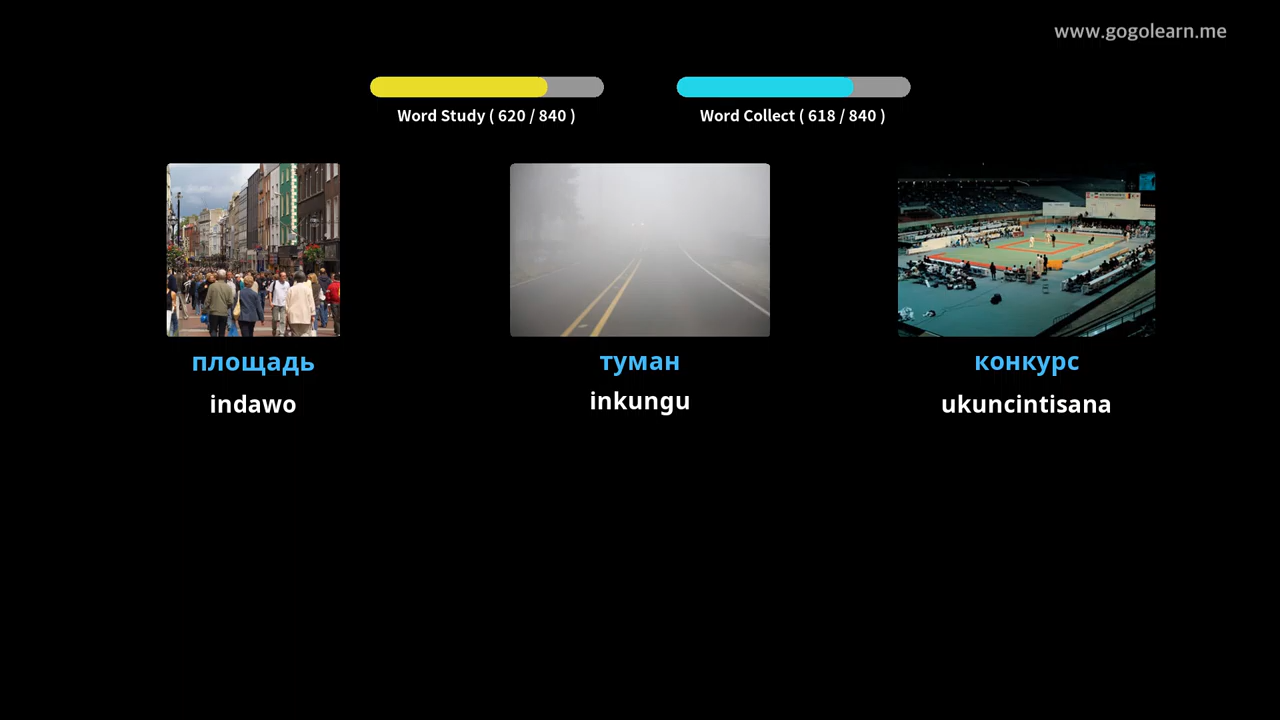 www.gogolearn.me
Word Study ( 620 / 840 )
Word Collect ( 618 / 840 )
площадь
туман
конкурс
indawo
inkungu
ukuncintisana